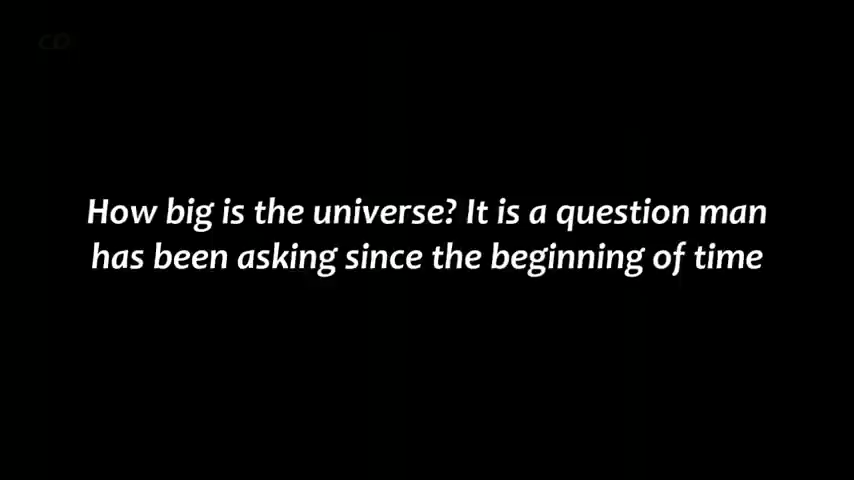 How big is the universe? It is a question man
has been asking since the beginning of time